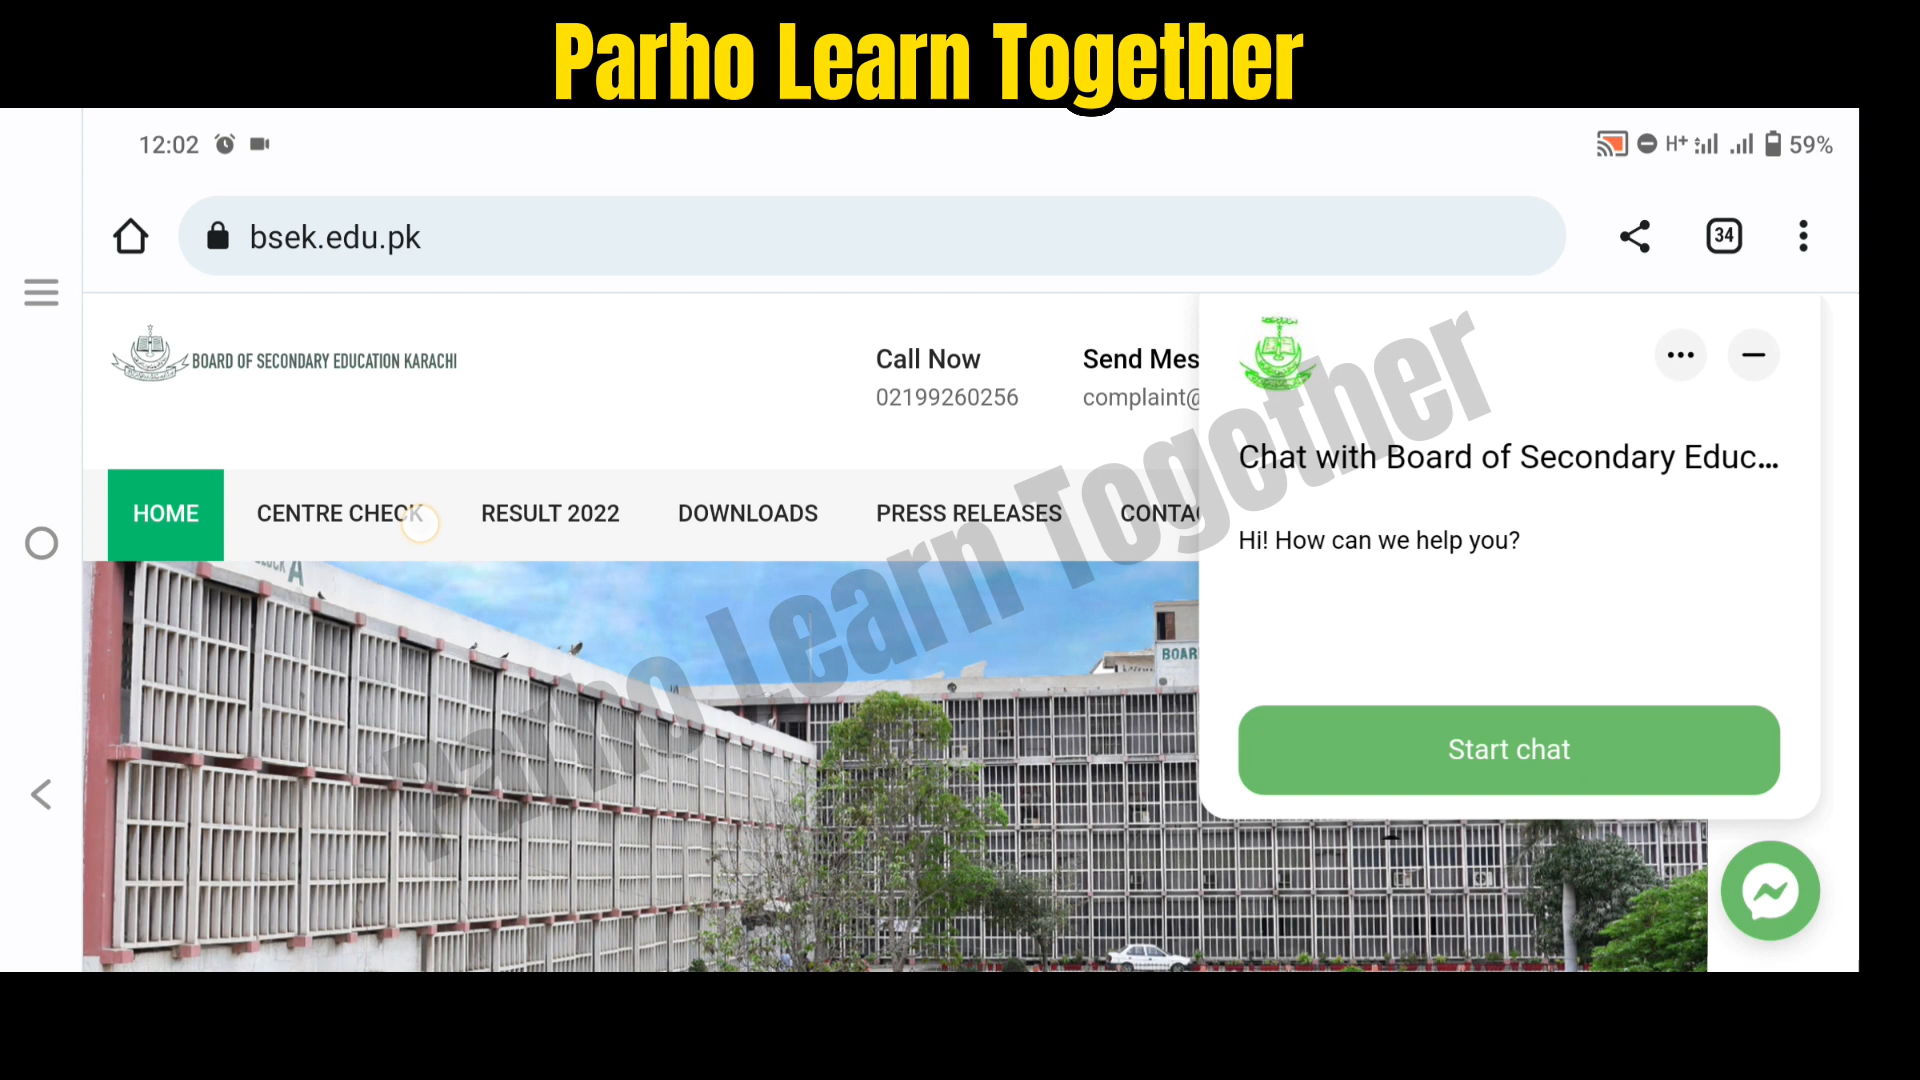 Parho Learn Together
12:02
H+
59%
bsek.edu.pk
34
BOARD OF SECONDARY EDUCATION KARACHI
Call Now
02199260256
Send Mes
complaint@
HOME
CENTRE CHECK
RESULT 2022
DOWNLOADS
PRESS RELEASES
CONTA
Chat with Board of Secondary Educ...
Hi! How can we help you?
Start chat
A
BOAR
Parho Learn Together